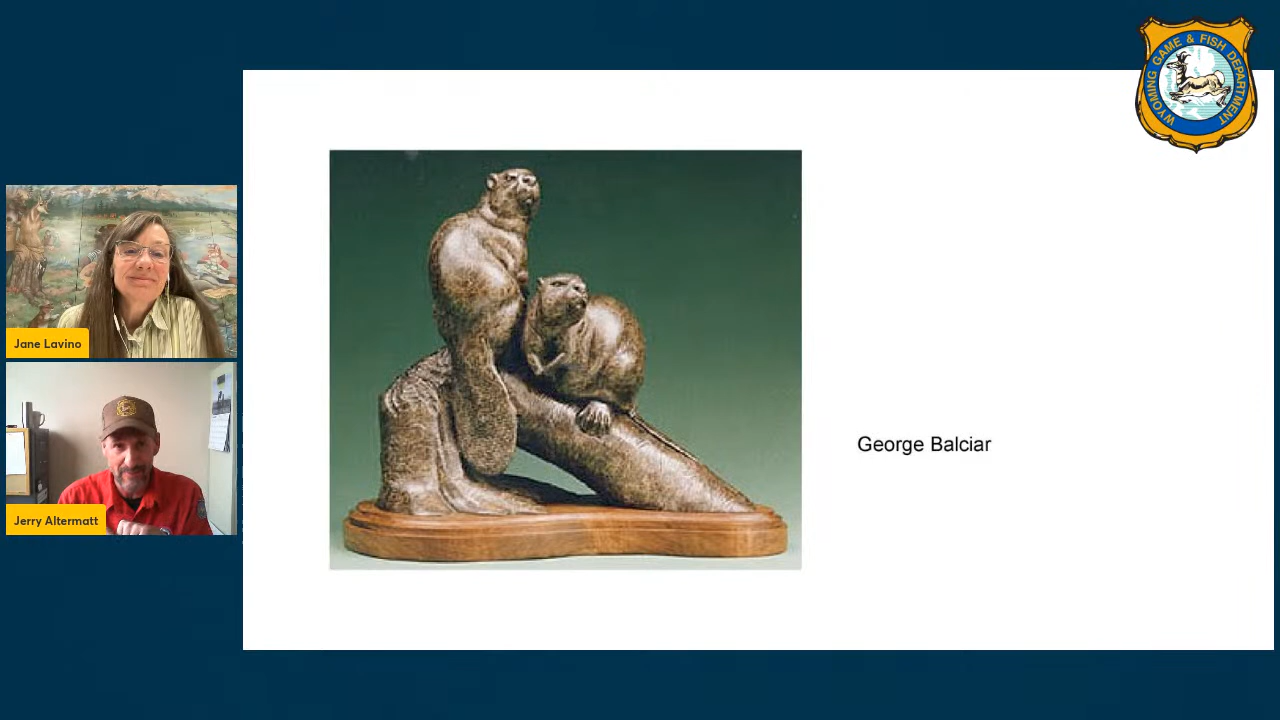 WYOMING GAME & FISH DEPARTMENT
Jane Lavino
George Balciar
Jerry Altermatt